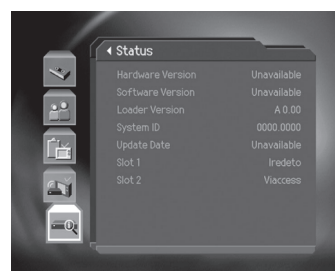 Status
Hardware Version Unavailable
Software Version Unavailable
Loader Version A 0.00
System ID 0000.0000
Update Date Unavailable
Slot 1 Iredeto
Slot 2 Viaccess